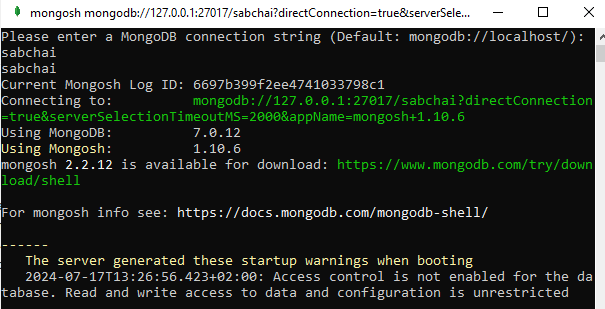 mongosh mongodb://127.0.0.1:27017/sabchai?directConnection=true&serverSele...
Please enter a MongoDB connection string (Default: mongodb://localhost/):
sabchai
sabchai
Current Mongosh Log ID: 6697b399f2ee4741033798c1
Connecting to:          mongodb://127.0.0.1:27017/sabchai?directConnection
=true&serverSelectionTimeoutMS=2000&appName=mongosh+1.10.6
Using MongoDB:          7.0.12
Using Mongosh:          1.10.6
mongosh 2.2.12 is available for download: https://www.mongodb.com/try/down
load/shell
For mongosh info see: https://docs.mongodb.com/mongodb-shell/
------
   The server generated these startup warnings when booting
   2024-07-17T13:26:56.423+02:00: Access control is not enabled for the da
tabase. Read and write access to data and configuration is unrestricted